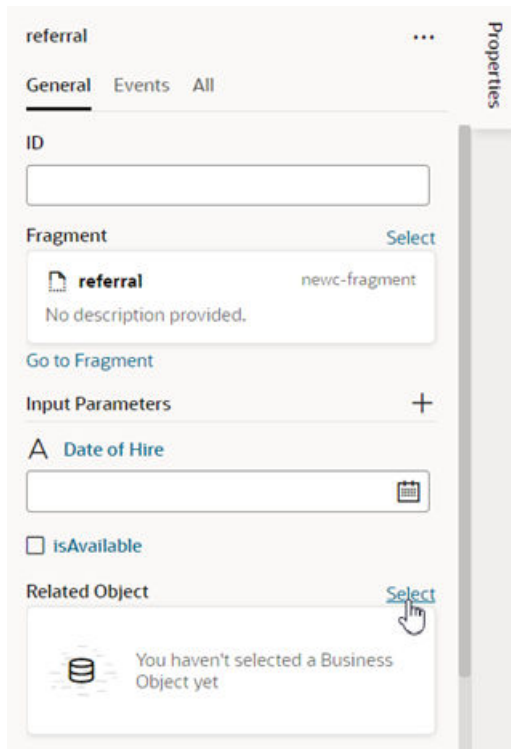 referral
...
Properties
General Events All
ID
Fragment Select
referral newc-fragment
No description provided.
Go to Fragment
Input Parameters +
A Date of Hire
isAvailable
Related Object Select
You haven't selected a Business
Object yet